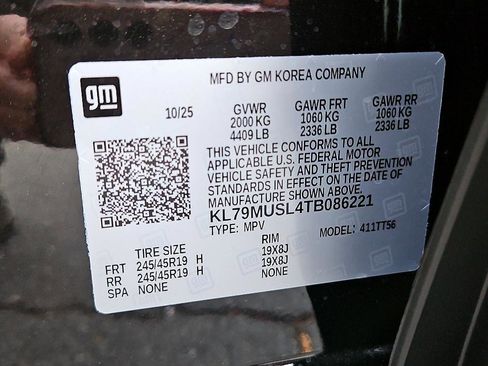 gm
MFD BY GM KOREA COMPANY
10/25 GVWR GAWR FRT GAWR RR
2000 KG 1060 KG 1060 KG
4409 LB 2336 LB 2336 LB
THIS VEHICLE CONFORMS TO ALL
APPLICABLE U.S. FEDERAL MOTOR
VEHICLE SAFETY AND THEFT PREVENTION
STANDARDS IN EFFECT ON THE DATE OF
MANUFACTURE SHOWN ABOVE.
KL79MUSL4TB086221
TYPE: MPV MODEL: 411TT56
TIRE SIZE RIM
FRT 245/45R19 H 19X8J
RR 245/45R19 H 19X8J
SPA NONE NONE